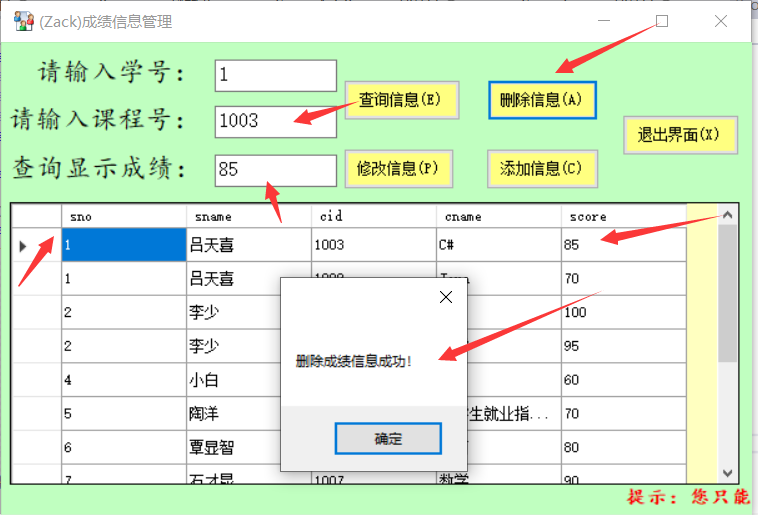 (Zack)成绩信息管理
请输入学号： 1
查询信息(E) 删除信息(A)
请输入课程号： 1003
退出界面(X)
查询显示成绩： 85
修改信息(P) 添加信息(C)
sno sname cid cname score
1 吕天喜 1003 C# 85
1 吕天喜 70
2 李少 100
2 李少 95
删除成绩信息成功!
4 小白 60
5 陶洋 生就业指... 70
确定
6 覃显智 80
7 石才昆 1007 数学 90
提示：您只能